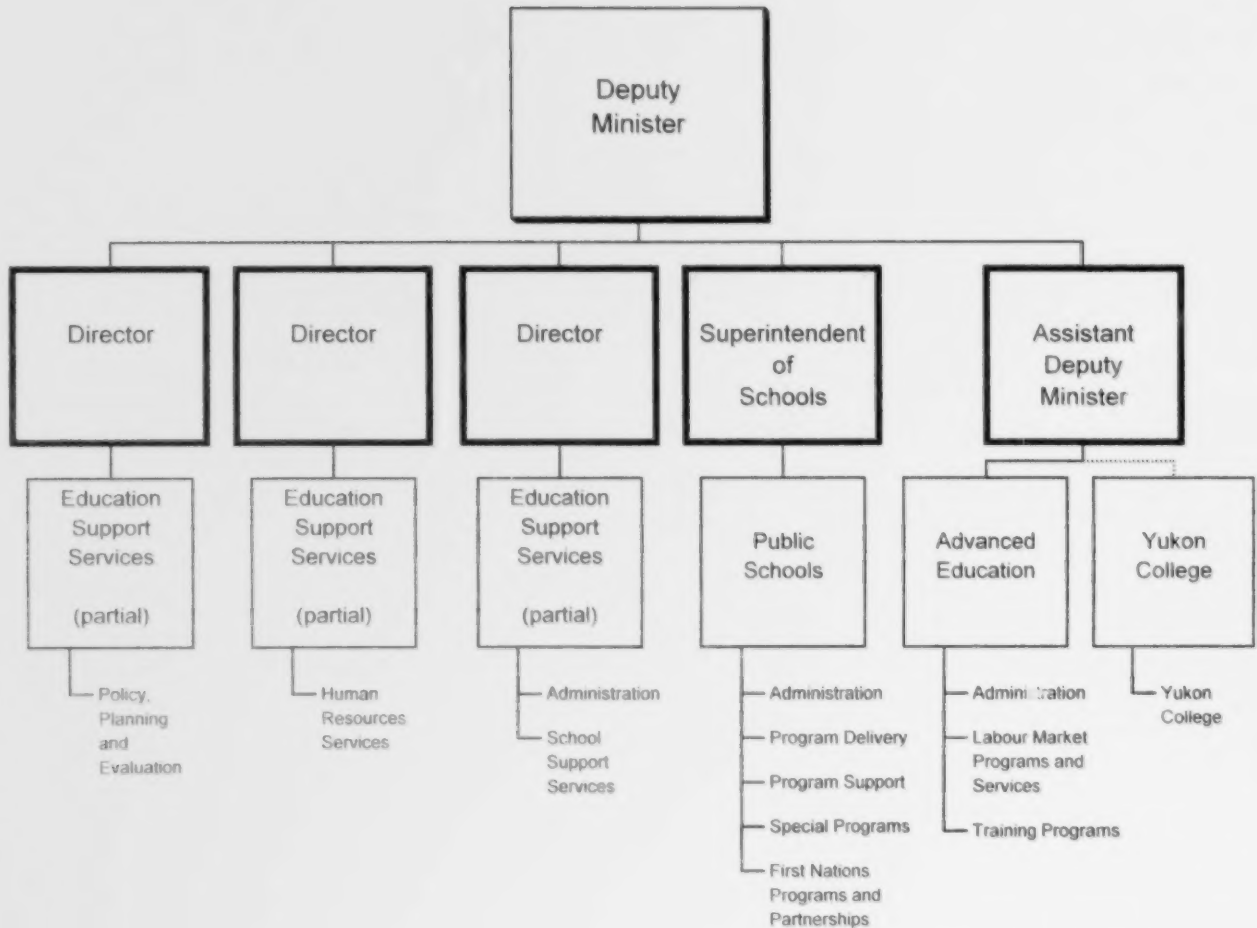 Deputy
Minister
Director
Director
Director
Superintendent
of
Schools
Assistant
Deputy
Minister
Education
Support
Services
(partial)
Education
Support
Services
(partial)
Education
Support
Services
(partial)
Public
Schools
Advanced
Education
Yukon
College
Policy,
Planning
and
Evaluation
Human
Resources
Services
Administration
School
Support
Services
Administration
Program Delivery
Program Support
Special Programs
First Nations
Programs and
Partnerships
Administration
Labour Market
Programs and
Services
Training Programs
Yukon
College